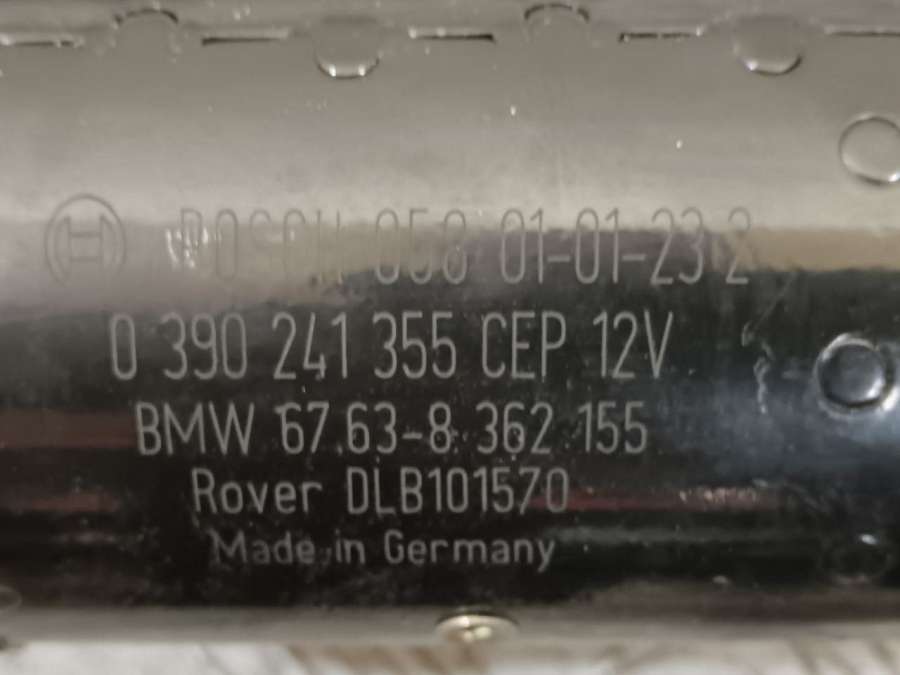 BOSCH 058 01-01-23 2
0 390 241 355 CEP 12V
BMW 67.63-8 362 155
Rover DLB101570
Made in Germany